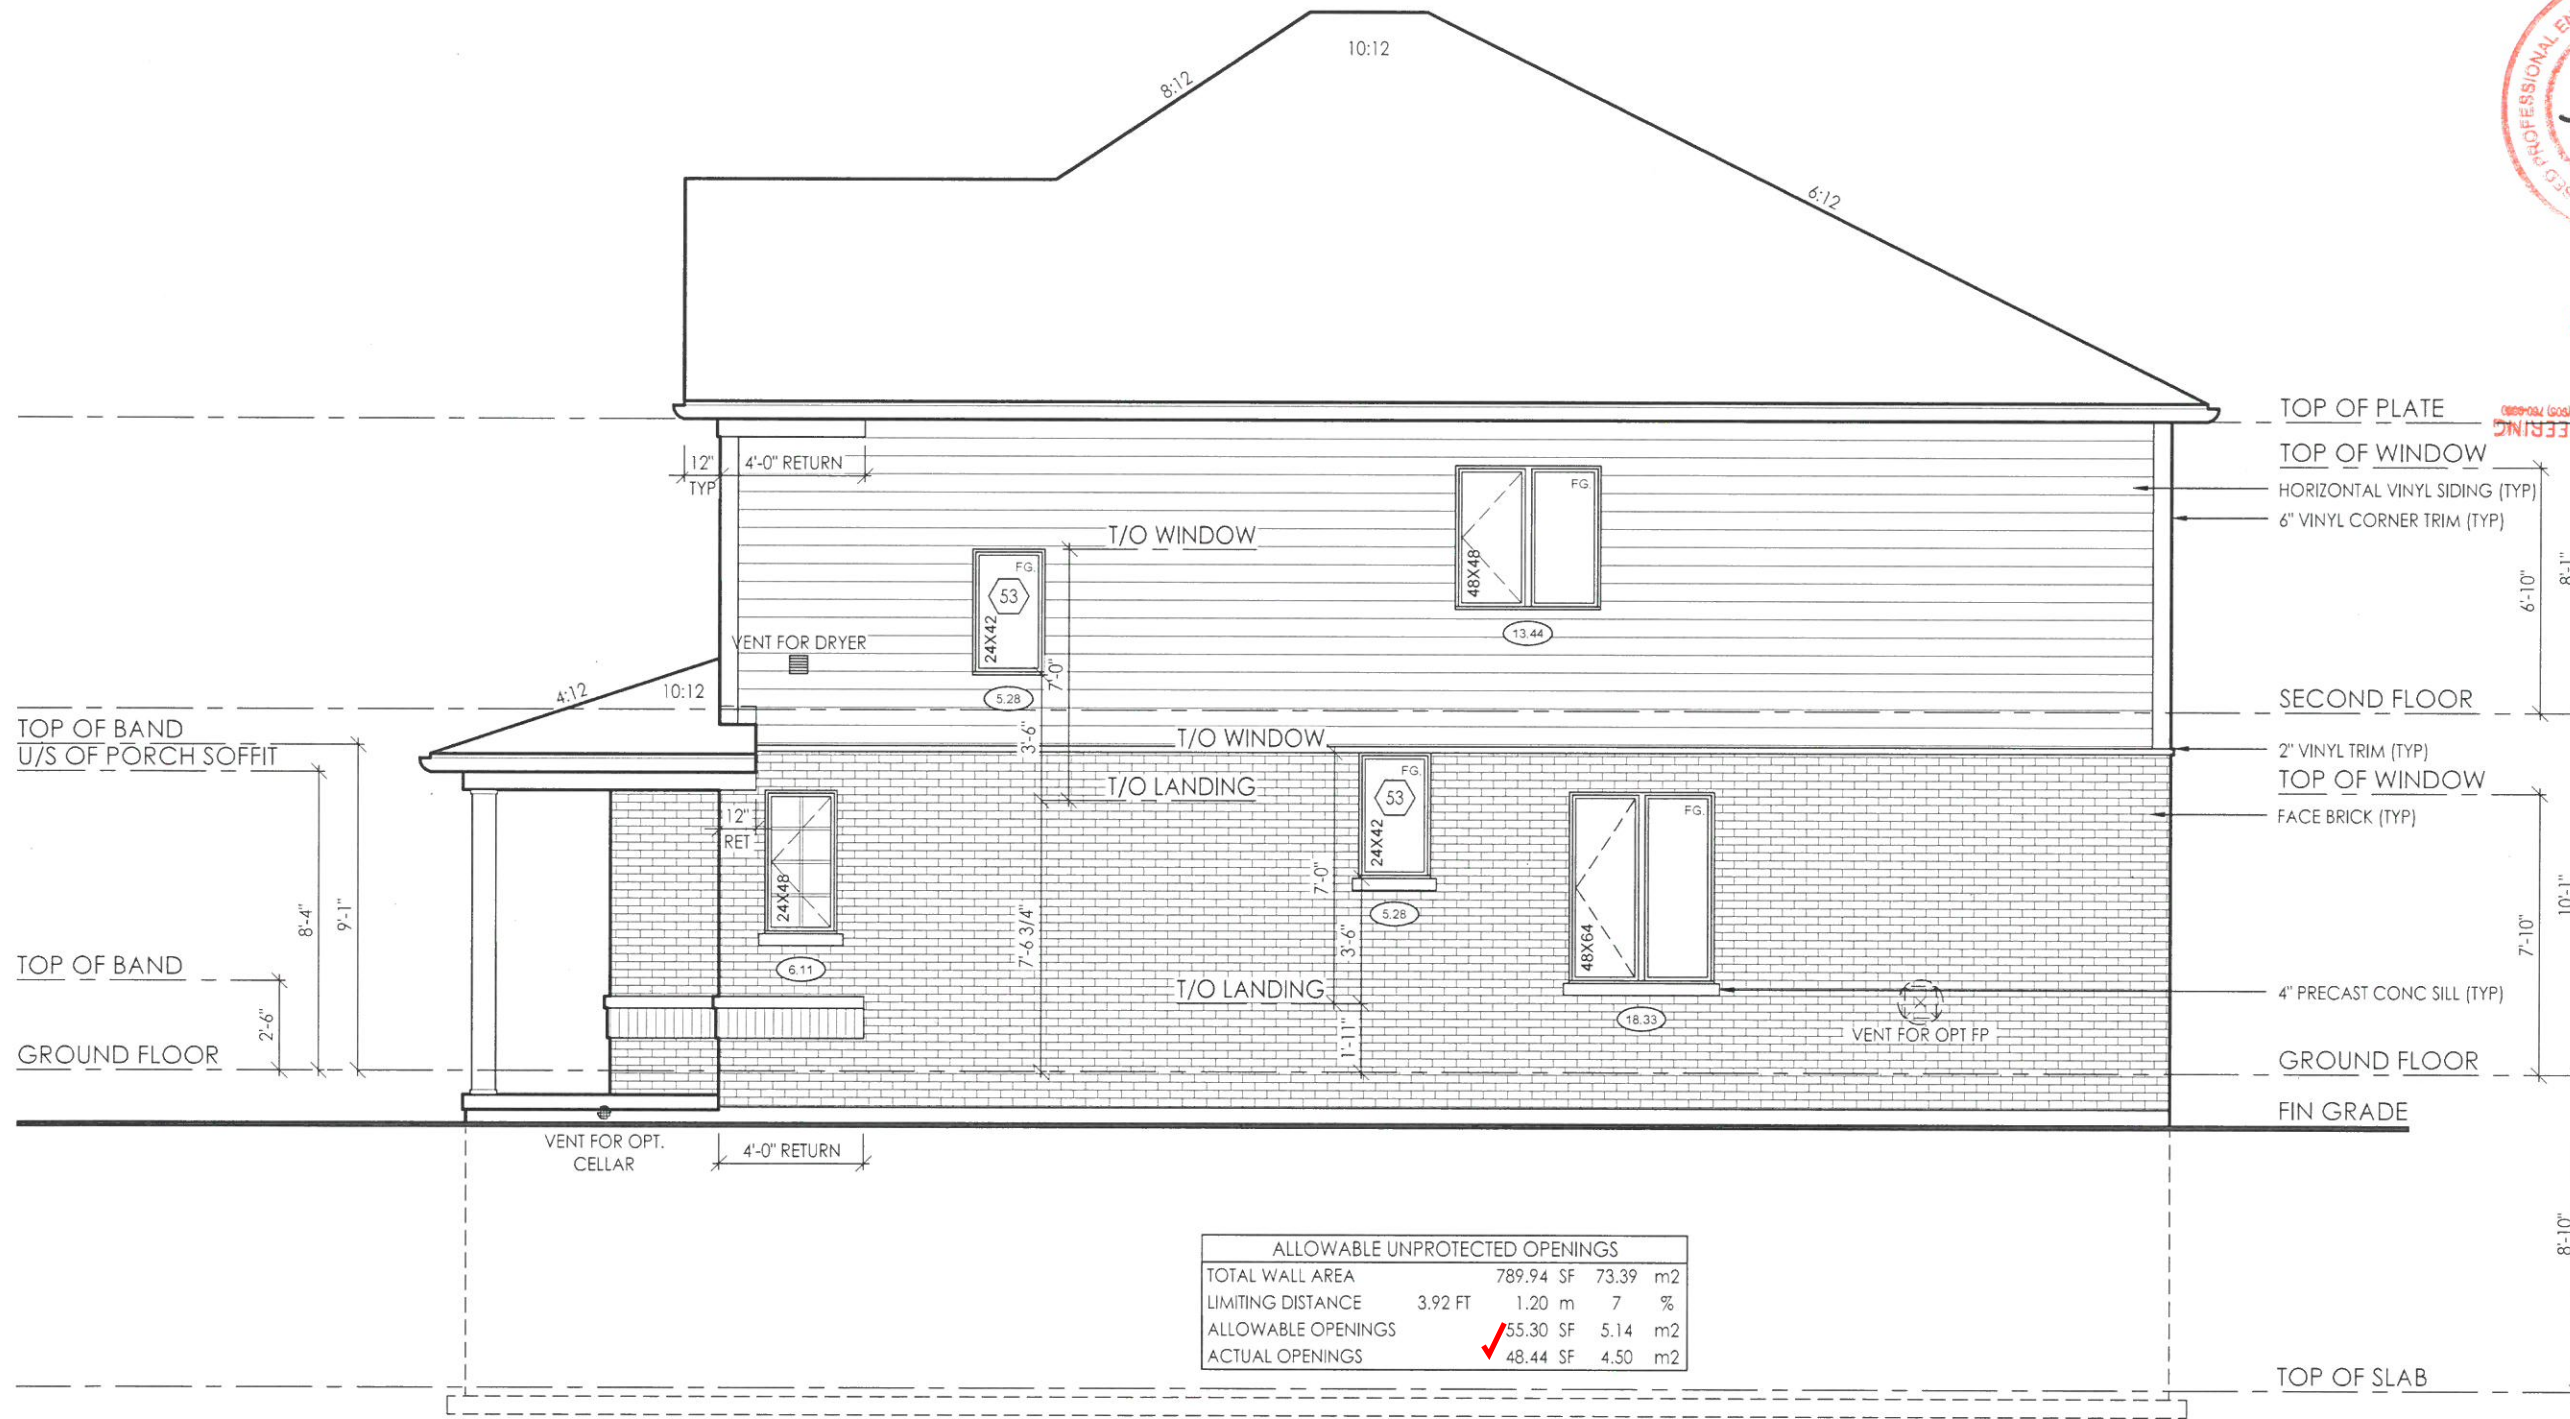 10:12
8:12
6:12
PROFESSIONAL
TOP OF PLATE
TOP OF WINDOW
HORIZONTAL VINYL SIDING (TYP)
6" VINYL CORNER TRIM (TYP)
12"
TYP
4'-0" RETURN
T/O WINDOW
FG.
53
24X42
5.28
FG.
48X48
13.44
VENT FOR DRYER
7'-0"
3'-6"
6'-10"
8'-1"
4:12
10:12
SECOND FLOOR
TOP OF BAND
U/S OF PORCH SOFFIT
T/O WINDOW
T/O LANDING
2" VINYL TRIM (TYP)
TOP OF WINDOW
FACE BRICK (TYP)
12"
RET
24X48
6.11
FG.
53
24X42
5.28
FG.
48X64
18.33
8'-4"
9'-1"
7'-6 3/4"
7'-0"
3'-6"
1'-11"
7'-10"
10'-1"
TOP OF BAND
2'-6"
T/O LANDING
4" PRECAST CONC SILL (TYP)
VENT FOR OPT FP
GROUND FLOOR
GROUND FLOOR
FIN GRADE
VENT FOR OPT.
CELLAR
4'-0" RETURN
8'-10"
ALLOWABLE UNPROTECTED OPENINGS
TOTAL WALL AREA 789.94 SF 73.39 m2
LIMITING DISTANCE 3.92 FT 1.20 m 7 %
ALLOWABLE OPENINGS 55.30 SF 5.14 m2
ACTUAL OPENINGS 48.44 SF 4.50 m2
TOP OF SLAB